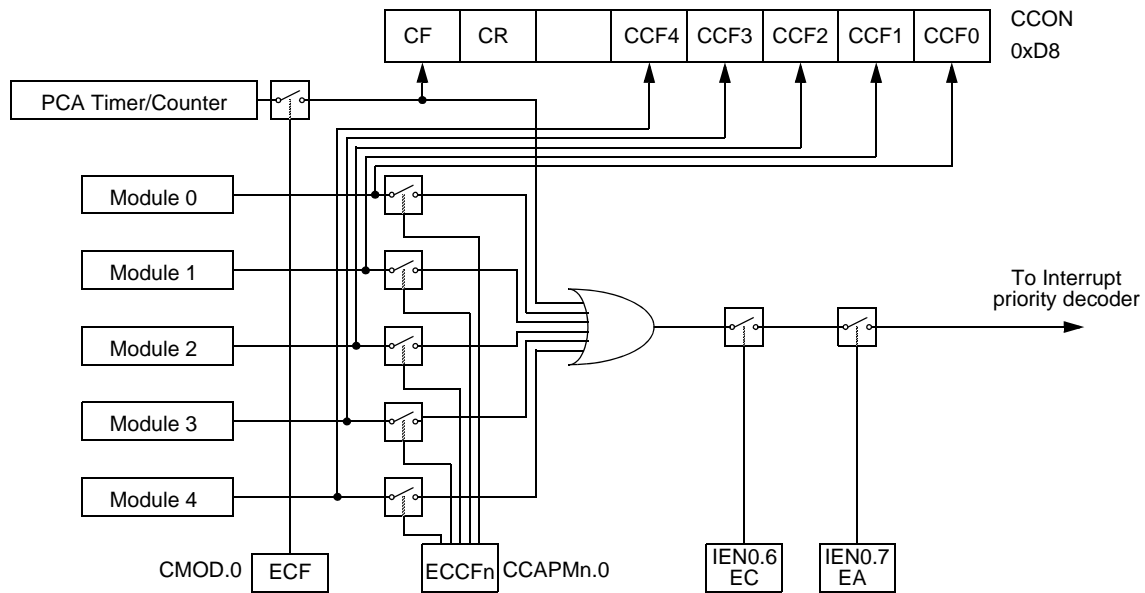 CF CR CCF4 CCF3 CCF2 CCF1 CCF0
CCON
0xD8
PCA Timer/Counter
Module 0
Module 1
Module 2
Module 3
Module 4
To Interrupt
priority decoder
CMOD.0 ECF
ECCFn CCAPMn.0
IEN0.6
EC
IEN0.7
EA